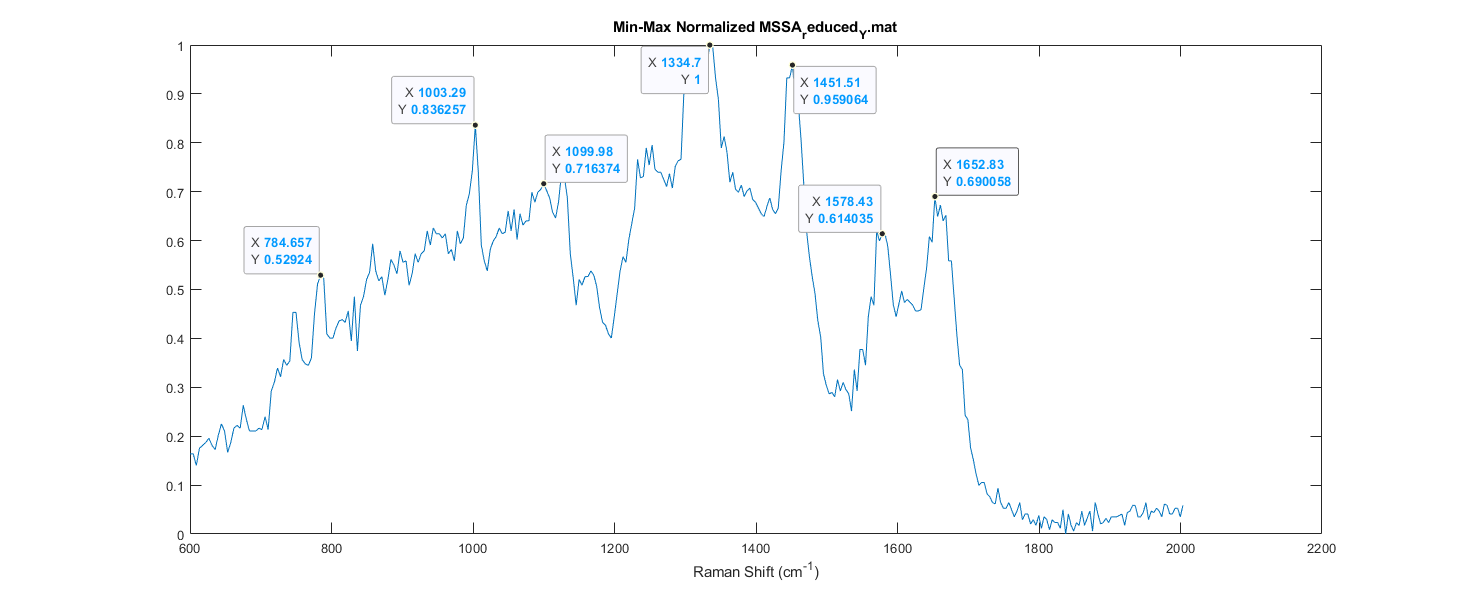 Min-Max Normalized MSSA_reduced_Y.mat
X 1334.7
Y 1
X 1451.51
Y 0.959064
X 1003.29
Y 0.836257
X 1099.98
Y 0.716374
X 1652.83
Y 0.690058
X 1578.43
Y 0.614035
X 784.657
Y 0.52924
1
0.9
0.8
0.7
0.6
0.5
0.4
0.3
0.2
0.1
0
600 800 1000 1200 1400 1600 1800 2000 2200
Raman Shift (cm-1)